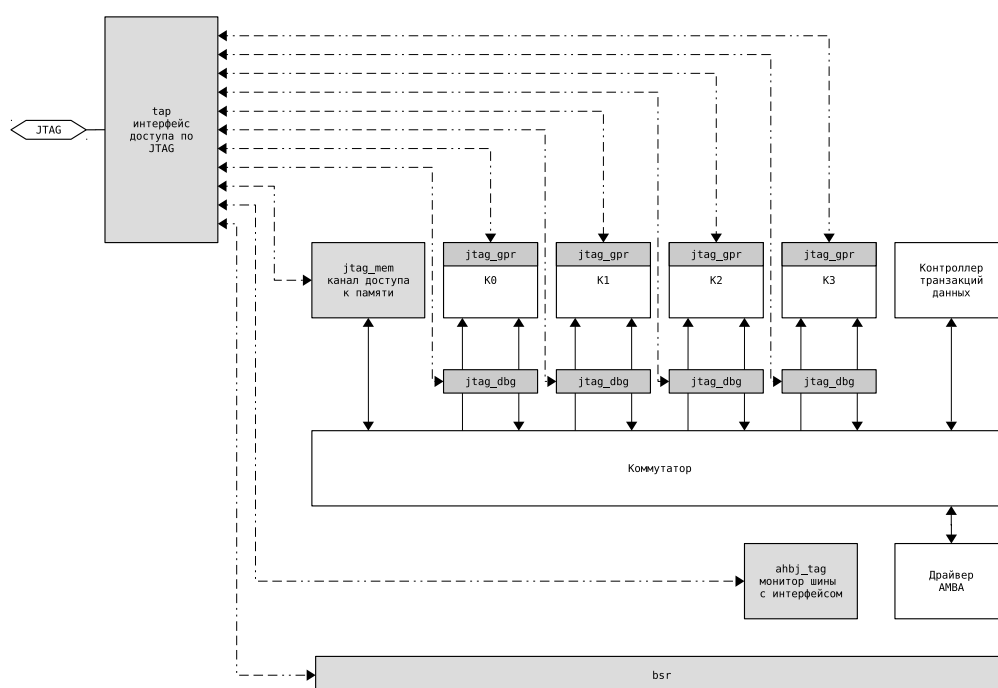 tap
интерфейс
доступа по
JTAG
JTAG
jtag_mem
канал доступа
к памяти
jtag_gpr
K0
jtag_gpr
K1
jtag_gpr
K2
jtag_gpr
K3
Контроллер
транзакций
данных
jtag_dbg
jtag_dbg
jtag_dbg
jtag_dbg
Коммутатор
ahbj_tag
монитор шины
с интерфейсом
Драйвер
AMBA
bsr